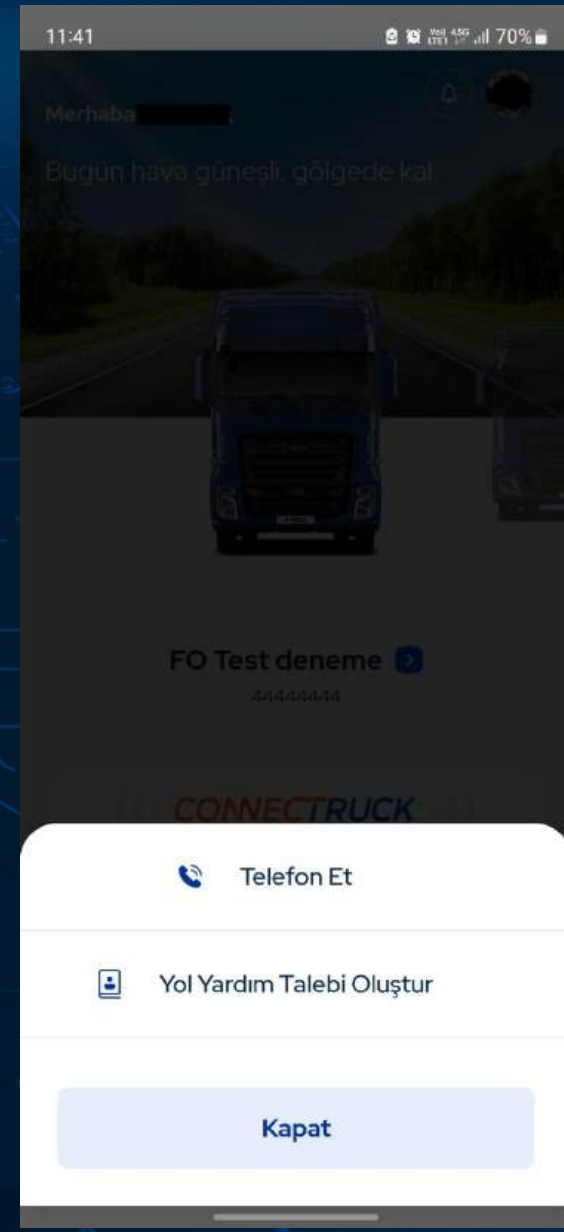 11:41
70%
Merhaba
Bugün hava güneşli, gölgede kal.
FO Test deneme
44444444
CONNECTRUCK
Telefon Et
Yol Yardım Talebi Oluştur
Kapat